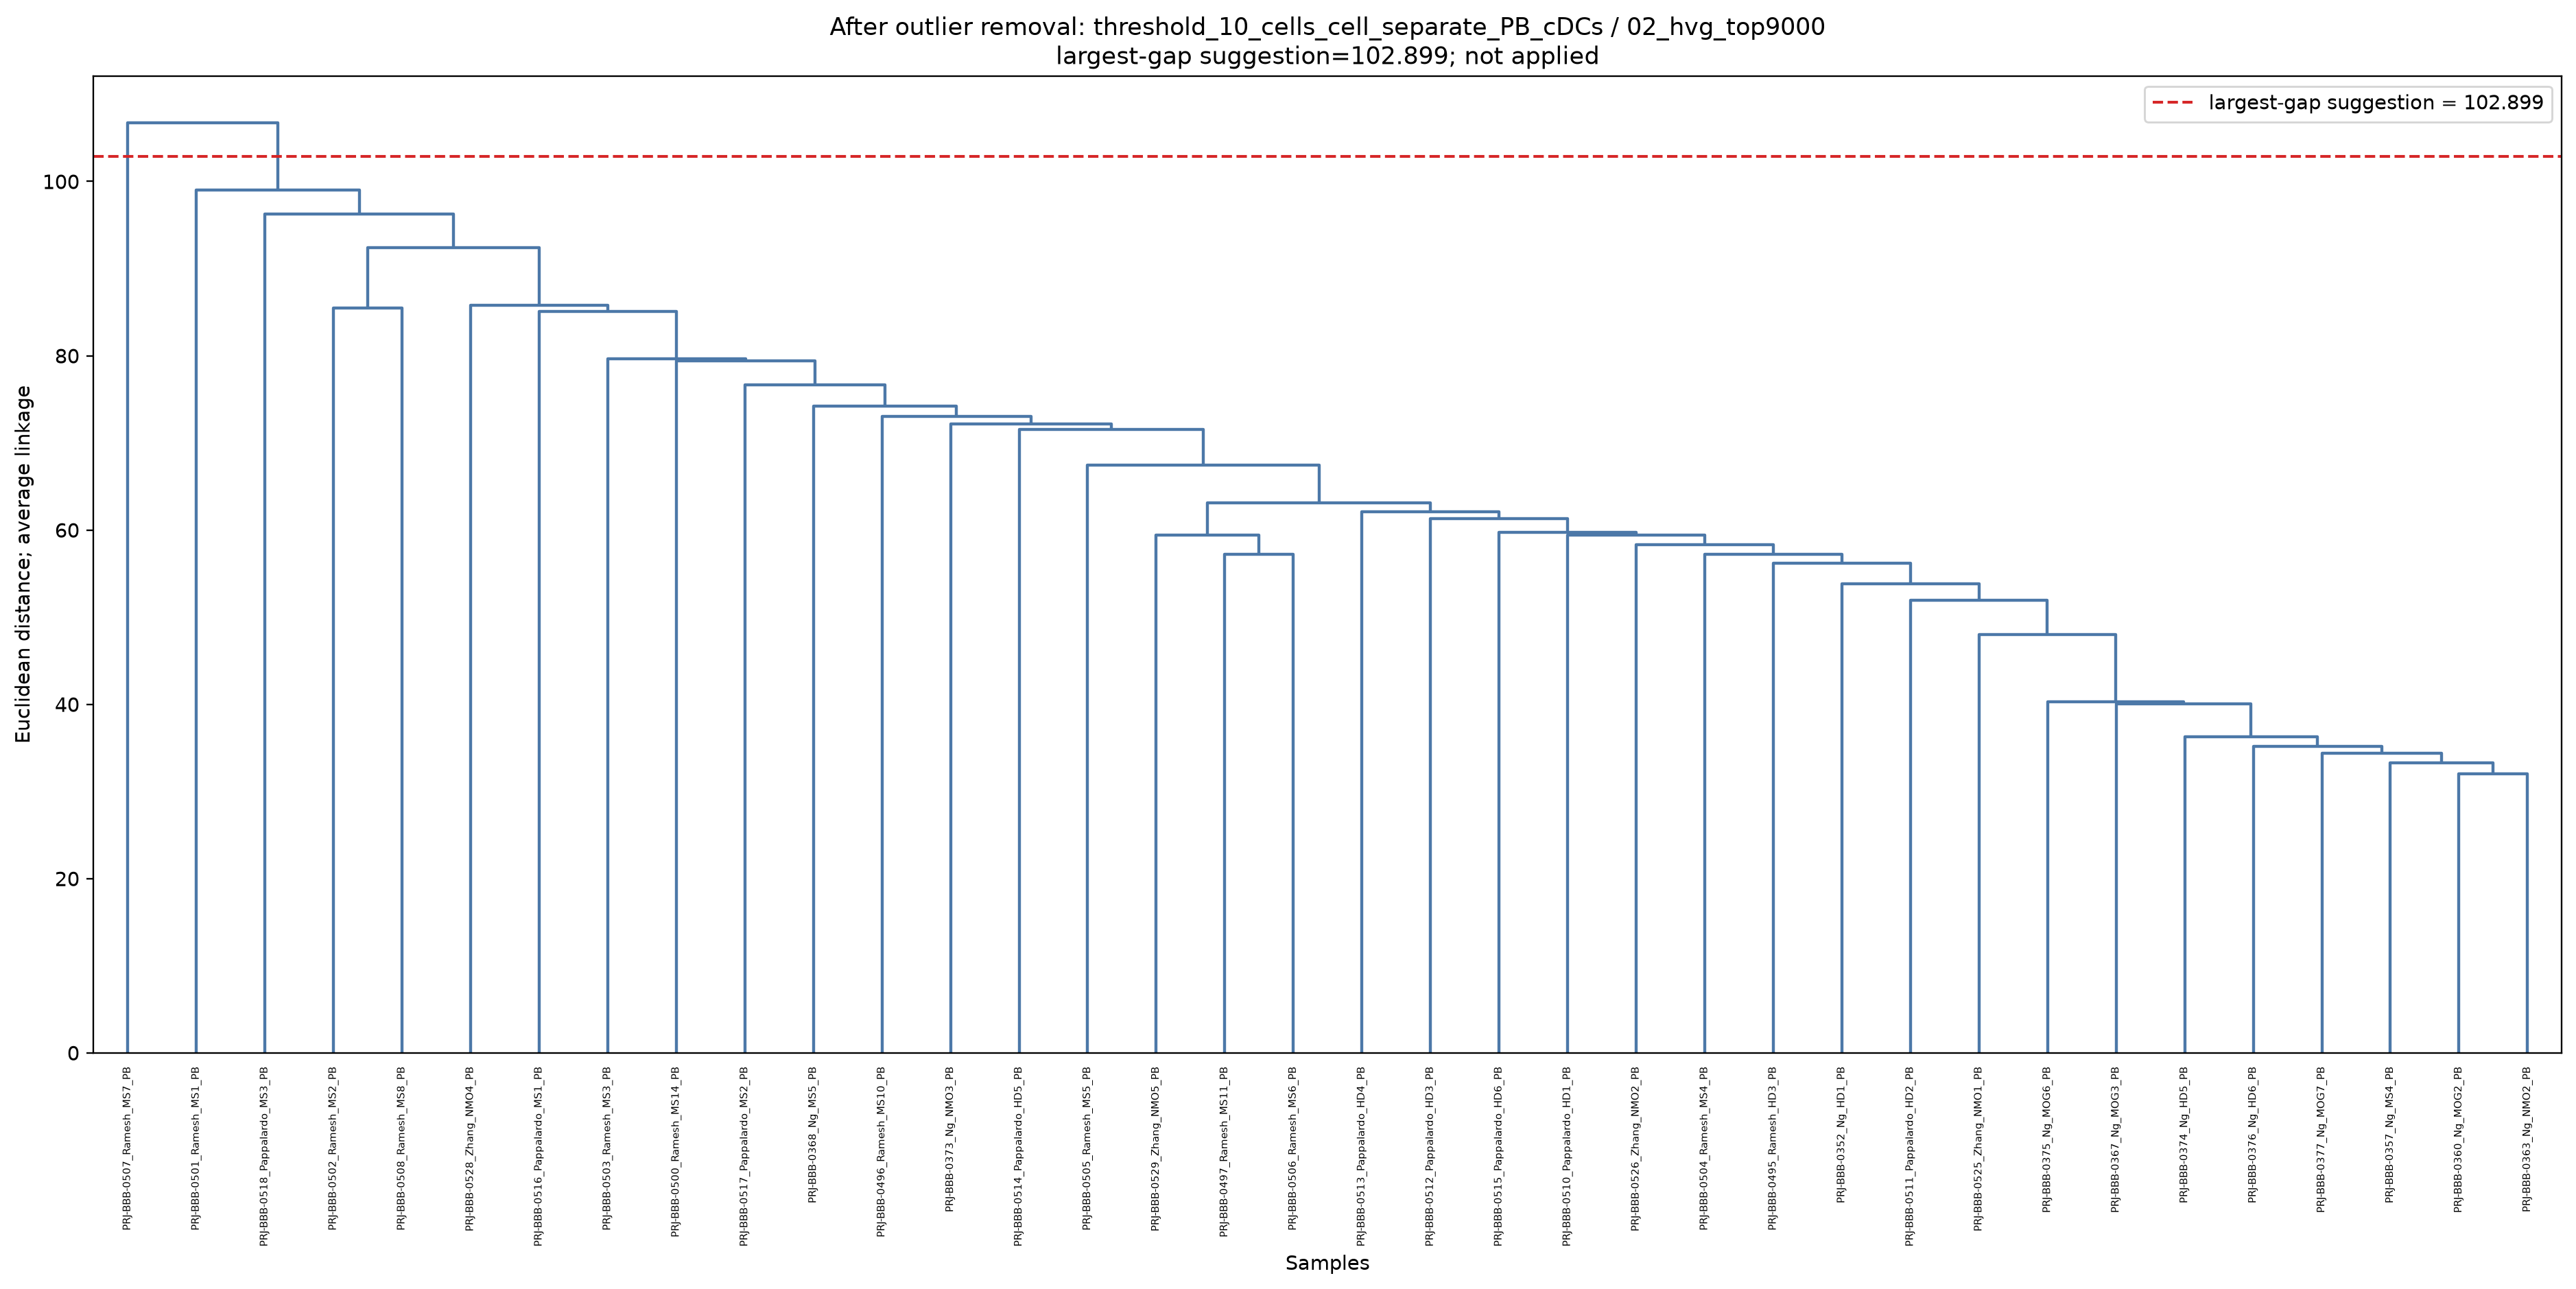 After outlier removal: threshold_10_cells_cell_separate_PB_cDCs / 02_hvg_top9000
largest-gap suggestion=102.899; not applied
largest-gap suggestion = 102.899
Euclidean distance; average linkage
100
80
60
40
20
0
PRJ-BBB-0507_Ramesh_MS7_PB
PRJ-BBB-0501_Ramesh_MS1_PB
PRJ-BBB-0518_Pappalardo_MS3_PB
PRJ-BBB-0502_Ramesh_MS2_PB
PRJ-BBB-0508_Ramesh_MS8_PB
PRJ-BBB-0528_Zhang_NMO4_PB
PRJ-BBB-0516_Pappalardo_MS1_PB
PRJ-BBB-0503_Ramesh_MS3_PB
PRJ-BBB-0500_Ramesh_MS14_PB
PRJ-BBB-0517_Pappalardo_MS2_PB
PRJ-BBB-0368_Ng_MS5_PB
PRJ-BBB-0496_Ramesh_MS10_PB
PRJ-BBB-0373_Ng_NMO3_PB
PRJ-BBB-0514_Pappalardo_HD5_PB
PRJ-BBB-0505_Ramesh_MS5_PB
PRJ-BBB-0529_Zhang_NMO5_PB
PRJ-BBB-0497_Ramesh_MS11_PB
PRJ-BBB-0506_Ramesh_MS6_PB
PRJ-BBB-0513_Pappalardo_HD4_PB
PRJ-BBB-0512_Pappalardo_HD3_PB
PRJ-BBB-0515_Pappalardo_HD6_PB
PRJ-BBB-0510_Pappalardo_HD1_PB
PRJ-BBB-0526_Zhang_NMO2_PB
PRJ-BBB-0504_Ramesh_MS4_PB
PRJ-BBB-0495_Ramesh_HD3_PB
PRJ-BBB-0352_Ng_HD1_PB
PRJ-BBB-0511_Pappalardo_HD2_PB
PRJ-BBB-0525_Zhang_NMO1_PB
PRJ-BBB-0375_Ng_MOG6_PB
PRJ-BBB-0367_Ng_MOG3_PB
PRJ-BBB-0374_Ng_HD5_PB
PRJ-BBB-0376_Ng_HD6_PB
PRJ-BBB-0377_Ng_MOG7_PB
PRJ-BBB-0357_Ng_MS4_PB
PRJ-BBB-0360_Ng_MOG2_PB
PRJ-BBB-0363_Ng_NMO2_PB
Samples